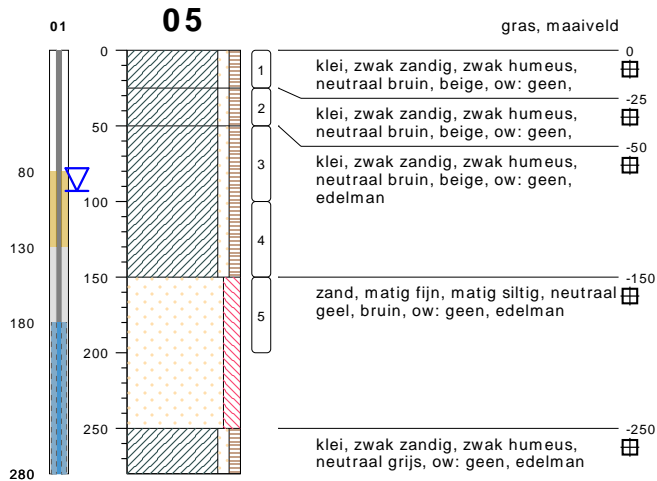 01
05
gras, maaiveld
0
0
1
klei, zwak zandig, zwak humeus,
neutraal bruin, beige, ow: geen,
-25
2
klei, zwak zandig, zwak humeus,
neutraal bruin, beige, ow: geen,
50
-50
3
klei, zwak zandig, zwak humeus,
neutraal bruin, beige, ow: geen,
edelman
80
100
4
130
150
-150
5
zand, matig fijn, matig siltig, neutraal
geel, bruin, ow: geen, edelman
180
200
250
-250
klei, zwak zandig, zwak humeus,
neutraal grijs, ow: geen, edelman
280